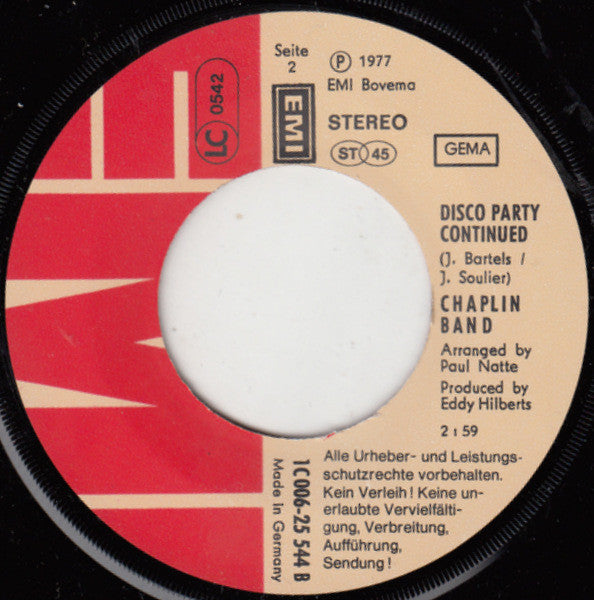 Seite
2
Ⓟ 1977
EMI Bovema
LC 0542
EMI
STEREO
ST 45
GEMA
DISCO PARTY
CONTINUED
(J. Bartels /
J. Soulier)
CHAPLIN
BAND
Arranged by
Paul Natte
Produced by
Eddy Hilberts
2:59
Alle Urheber- und Leistungs-
schutzrechte vorbehalten.
Kein Verleih! Keine un-
erlaubte Vervielfälti-
gung, Verbreitung,
Aufführung,
Sendung!
1C 006-25 544 B
Made in Germany
EMI